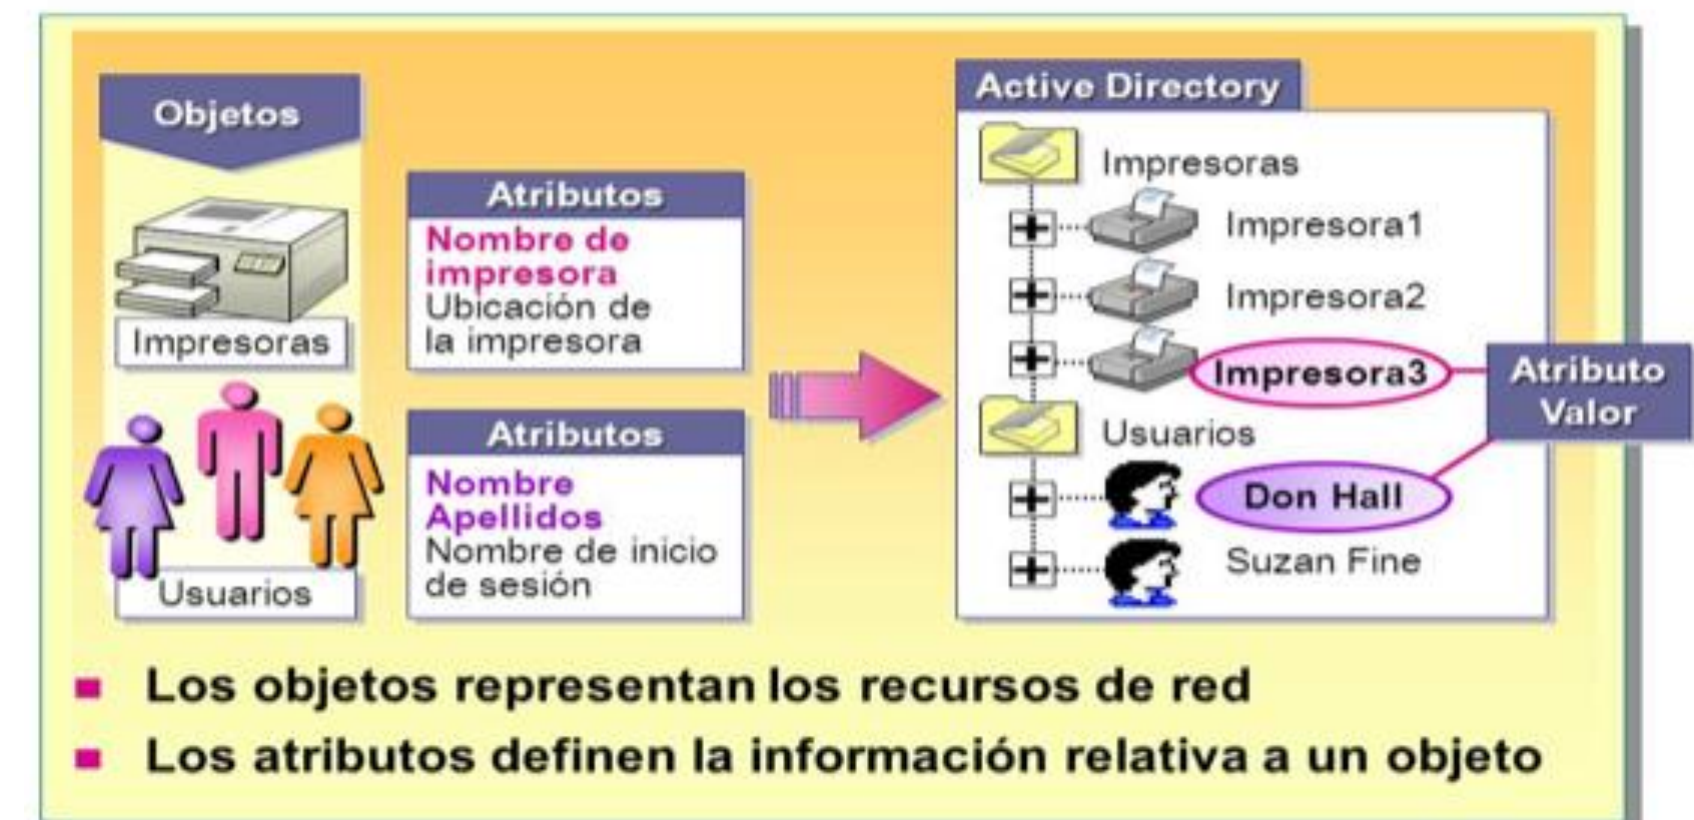 Objetos
Impresoras
Usuarios
Atributos
Nombre de
impresora
Ubicación de
la impresora
Atributos
Nombre
Apellidos
Nombre de inicio
de sesión
Active Directory
Impresoras
Impresora1
Impresora2
Impresora3
Usuarios
Don Hall
Suzan Fine
Atributo
Valor
Los objetos representan los recursos de red
Los atributos definen la información relativa a un objeto